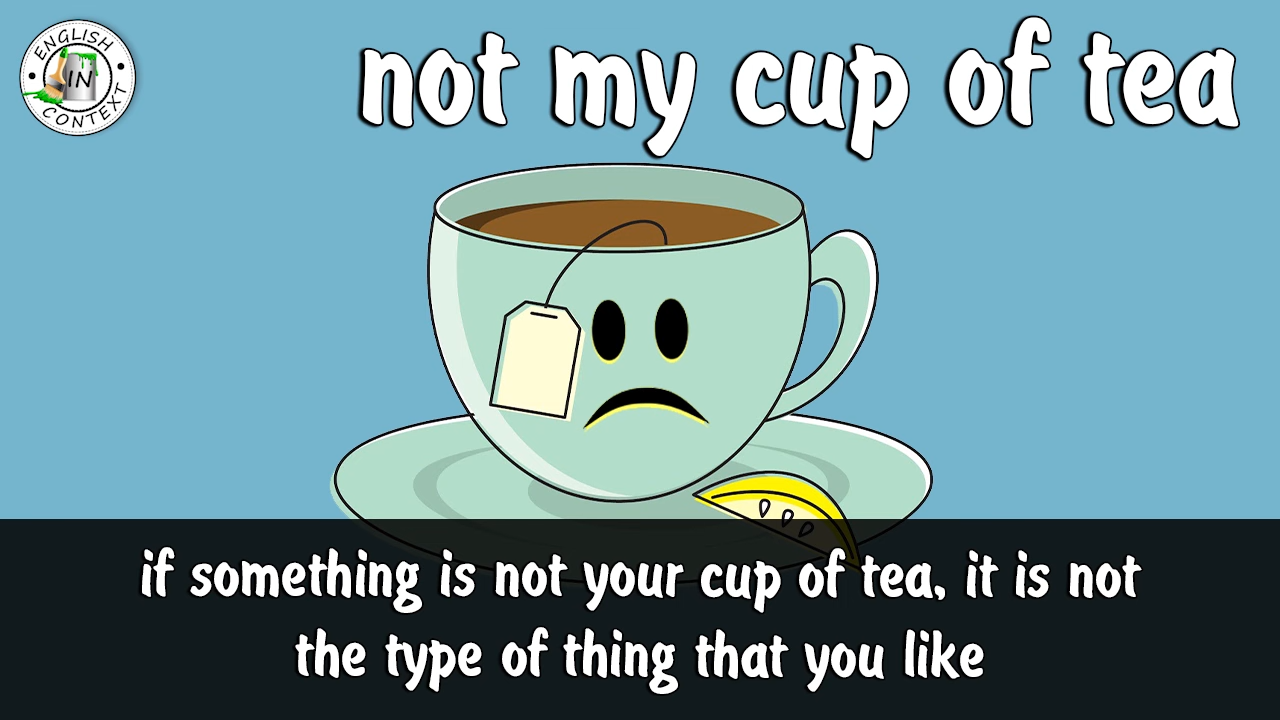 ENGLISH
IN
CONTEXT
not my cup of tea
if something is not your cup of tea, it is not
the type of thing that you like